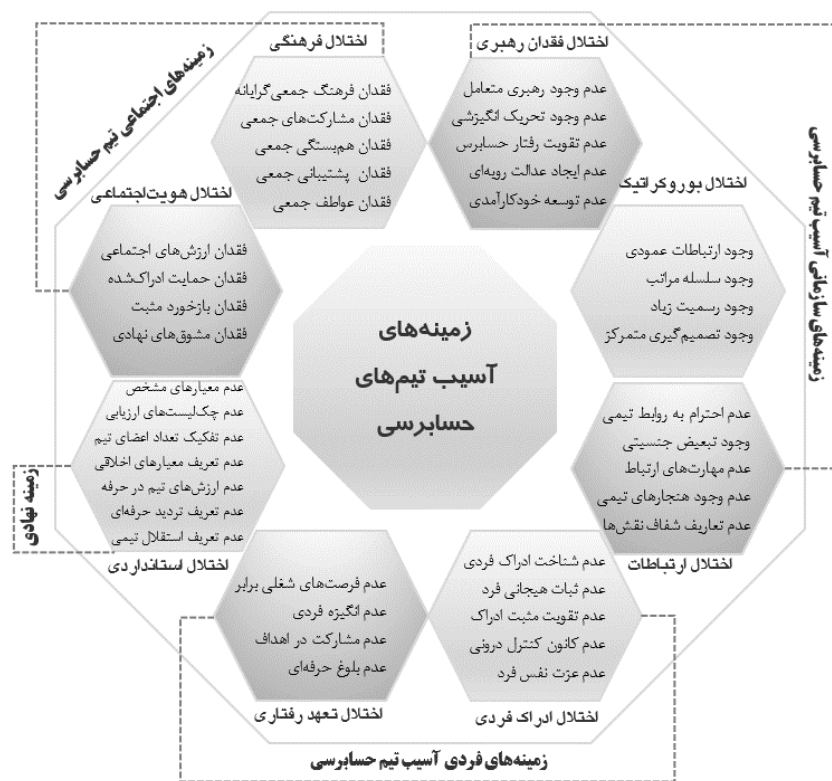 اختلال فقدان رهبری
عدم وجود رهبری متعامل
عدم وجود تحریک انگیزشی
عدم تقویت رفتار حسابرس
عدم ایجاد عدالت رویه‌ای
عدم توسعه خودکارآمدی
اختلال فرهنگی
فقدان فرهنگ جمعی‌گرایانه
فقدان مشارکت‌های جمعی
فقدان هم‌بستگی جمعی
فقدان پشتیبانی جمعی
فقدان عواطف جمعی
زمینه‌های اجتماعی تیم حسابرسی
زمینه‌های سازمانی آسیب تیم حسابرسی
اختلال بوروکراتیک
وجود ارتباطات عمودی
وجود سلسله مراتب
وجود رسمیت زیاد
وجود تصمیم‌گیری متمرکز
اختلال هویت‌اجتماعی
فقدان ارزش‌های اجتماعی
فقدان حمایت ادراک‌شده
فقدان بازخورد مثبت
فقدان مشوق‌های نهادی
زمینه‌های
آسیب تیم‌های
حسابرسی
عدم احترام به روابط تیمی
وجود تبعیض جنسیتی
عدم مهارت‌های ارتباط
عدم وجود هنجارهای تیمی
عدم تعاریف شفاف نقش‌ها
اختلال ارتباطات
عدم معیارهای مشخص
عدم چک‌لیست‌های ارزیابی
عدم تفکیک تعداد اعضای تیم
عدم تعریف معیارهای اخلاقی
عدم ارزش‌های تیم در حرفه
عدم تعریف تردید حرفه‌ای
عدم تعریف استقلال تیمی
اختلال استانداردی
زمینه نهادی
عدم شناخت ادراک فردی
عدم ثبات هیجانی فرد
عدم تقویت مثبت ادراک
عدم کانون کنترل درونی
عدم عزت نفس فرد
اختلال ادراک فردی
عدم فرصت‌های شغلی برابر
عدم انگیزه فردی
عدم مشارکت در اهداف
عدم بلوغ حرفه‌ای
اختلال تعهد رفتاری
زمینه‌های فردی آسیب تیم حسابرسی